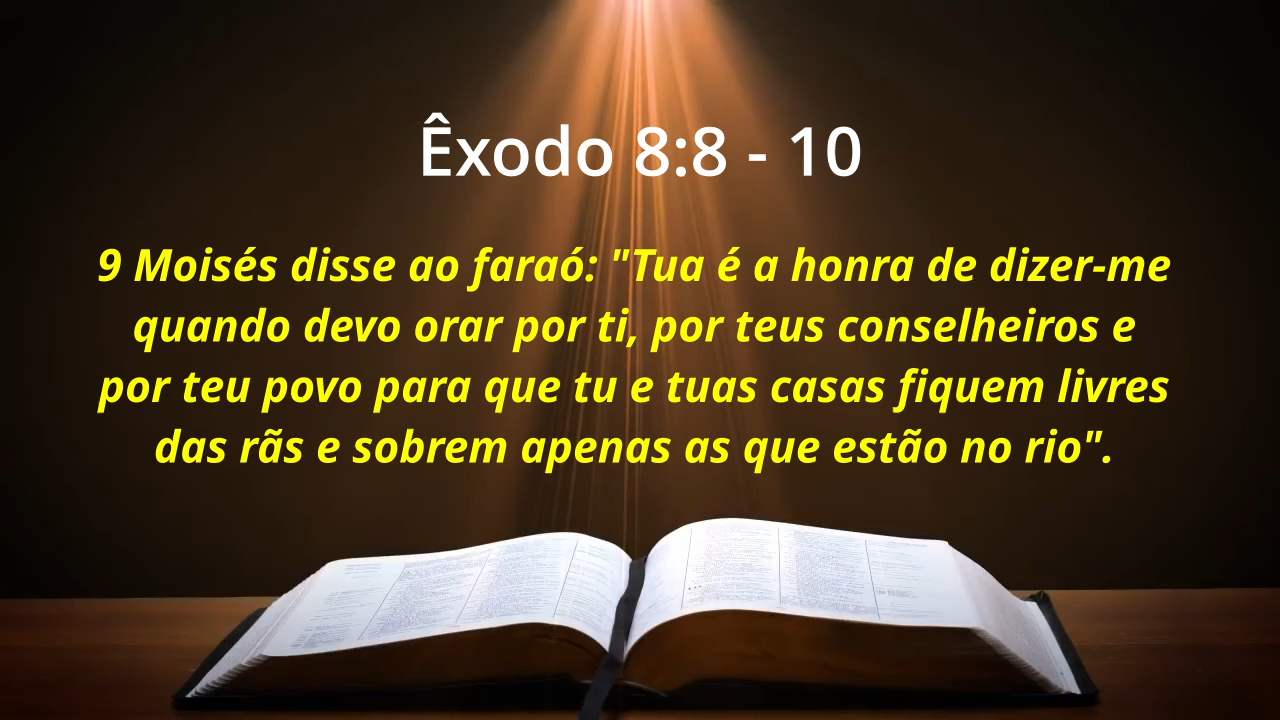 Êxodo 8:8 - 10
9 Moisés disse ao faraó: "Tua é a honra de dizer-me
quando devo orar por ti, por teus conselheiros e
por teu povo para que tu e tuas casas fiquem livres
das rãs e sobrem apenas as que estão no rio".